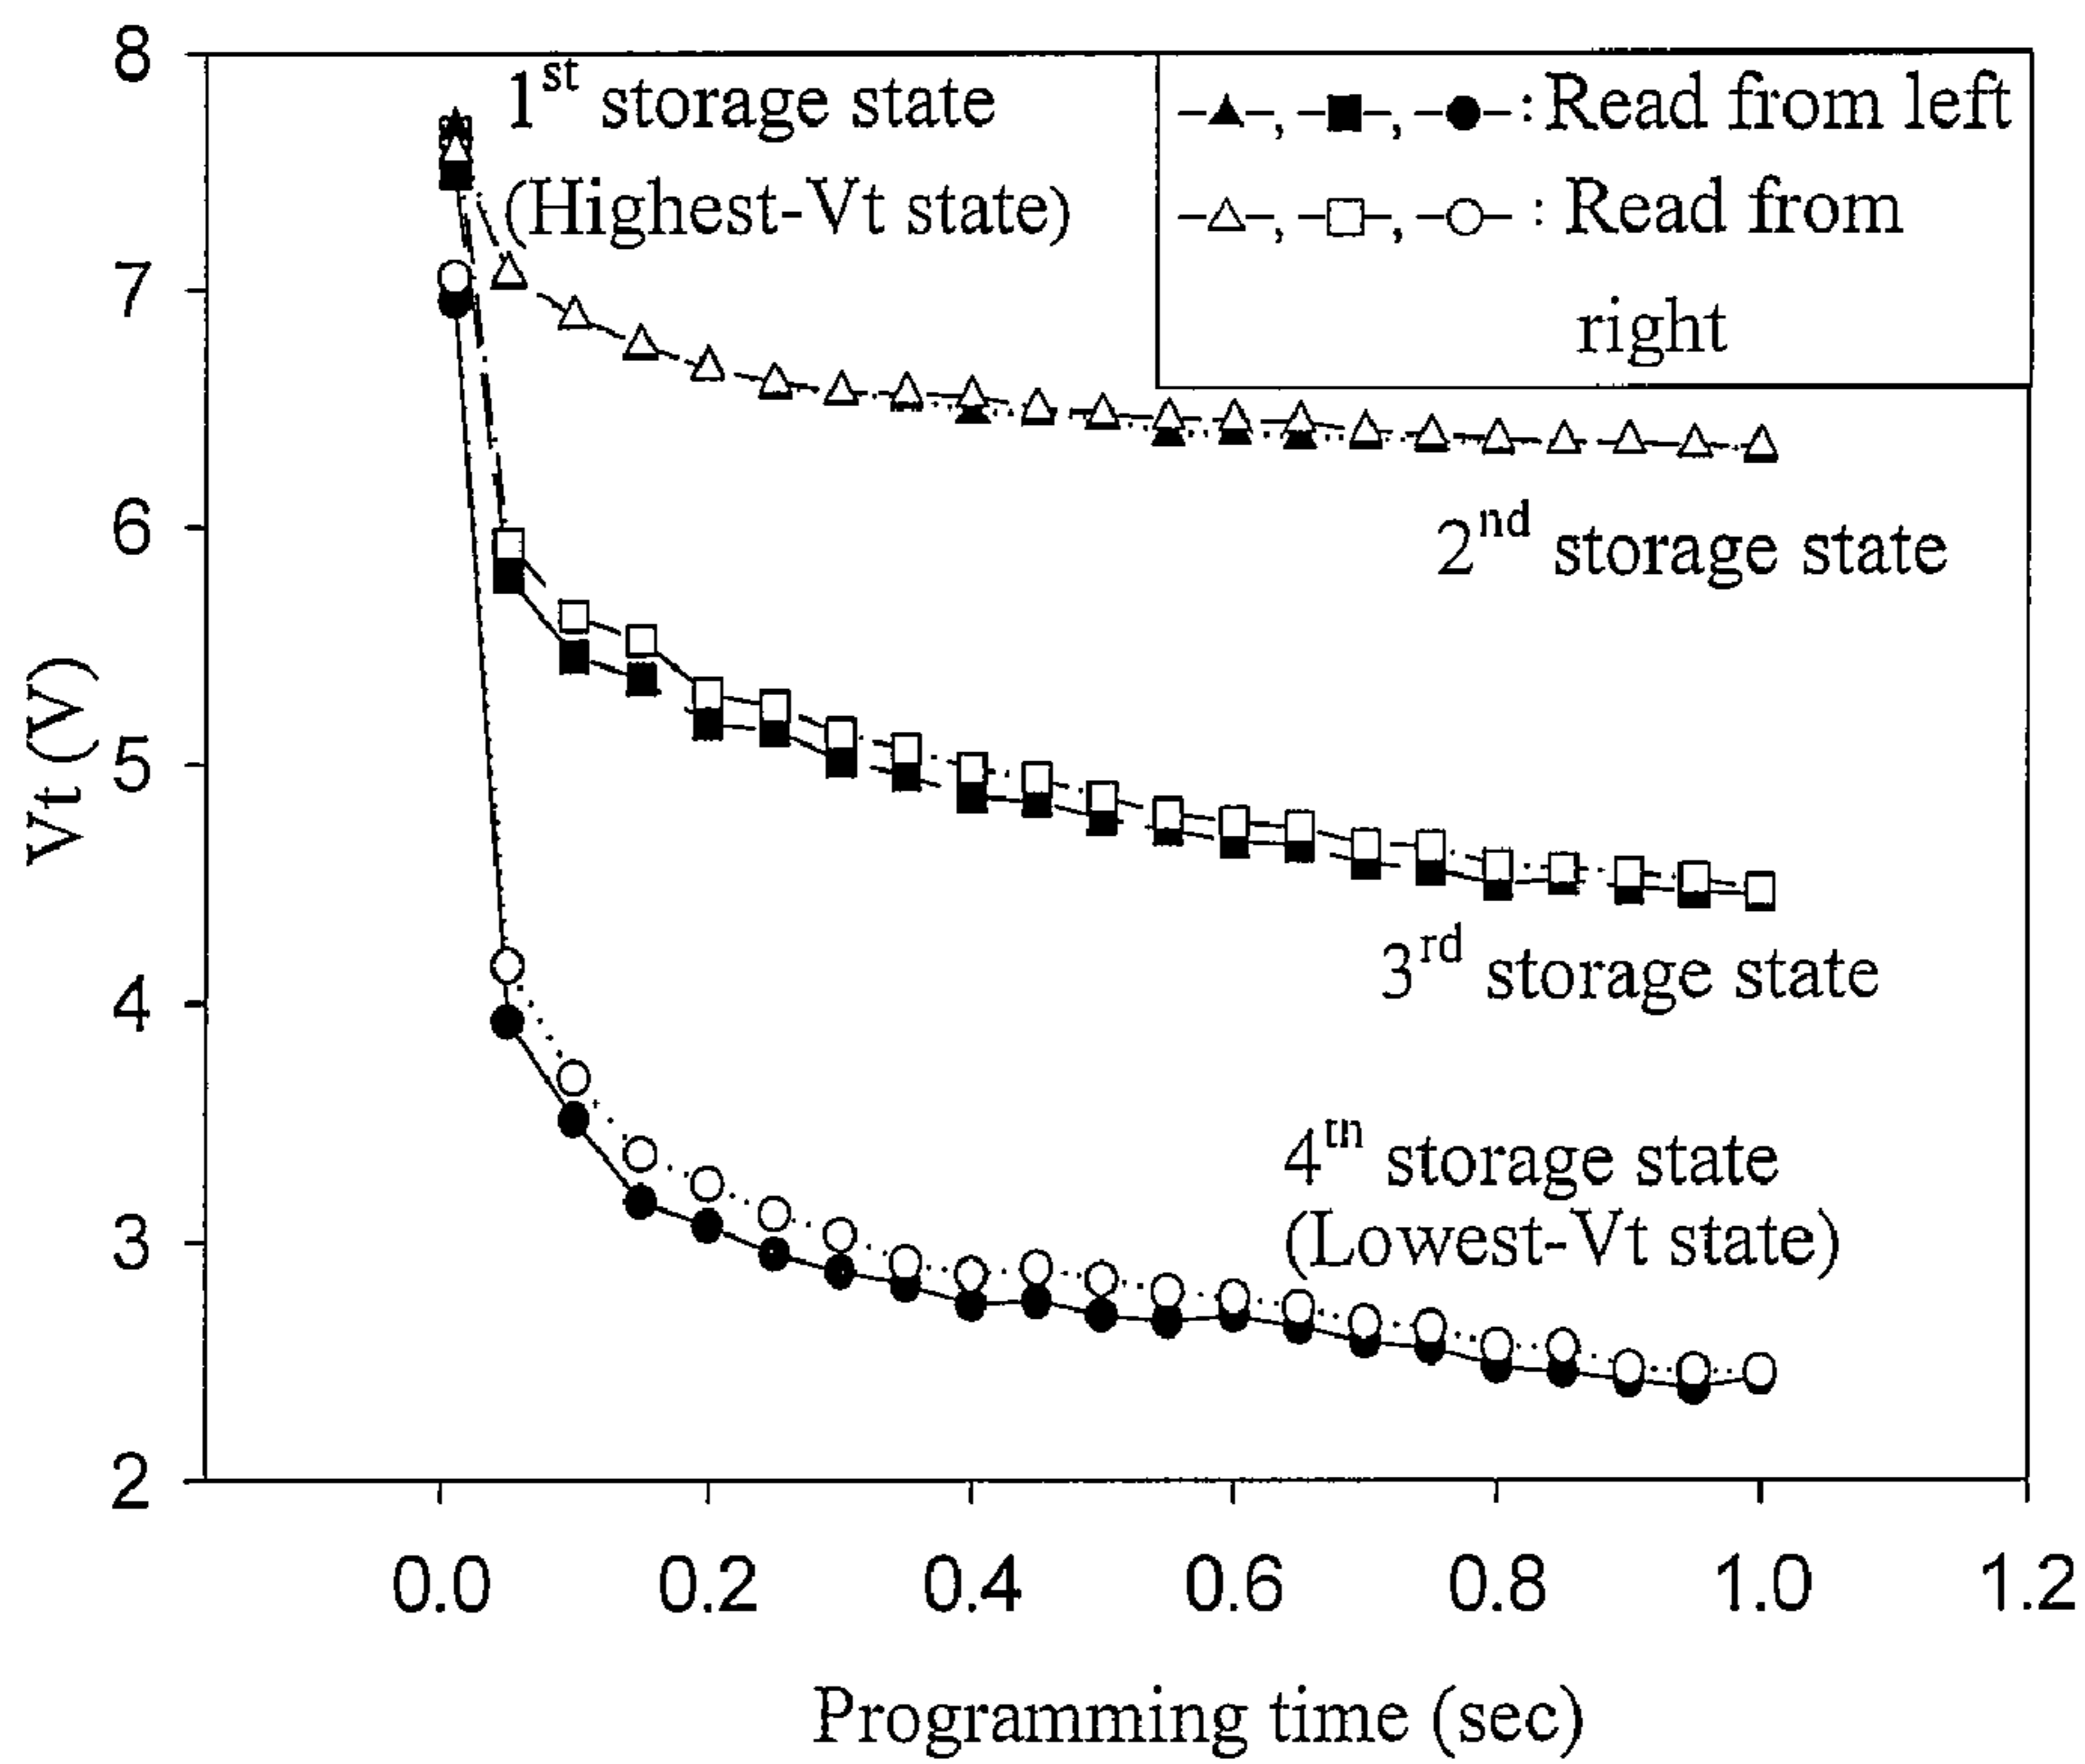 8
7
6
5
4
3
2
Vt (V)
1st storage state
(Highest-Vt state)
-▲-, -■-, -●-: Read from left
-△-, -□-, -○- : Read from
right
2nd storage state
3rd storage state
4th storage state
(Lowest-Vt state)
0.0 0.2 0.4 0.6 0.8 1.0 1.2
Programming time (sec)